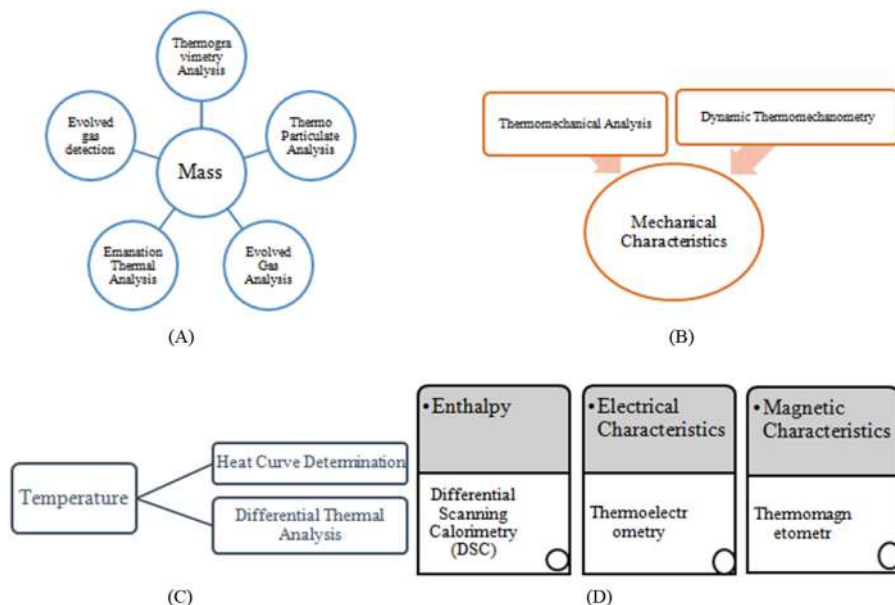 Thermogra
vimetry
Analysis
Evolved
gas
detection
Thermo
Particulate
Analysis
Mass
Emanation
Thermal
Analysis
Evolved
Gas
Analysis
(A)
Thermomechanical Analysis
Dynamic Thermomechanometry
Mechanical
Characteristics
(B)
Temperature
Heat Curve Determination
Differential Thermal
Analysis
(C)
•Enthalpy
Differential
Scanning
Calorimetry
(DSC)
•Electrical
Characteristics
Thermoelectr
ometry
•Magnetic
Characteristics
Thermomagn
etometr
(D)